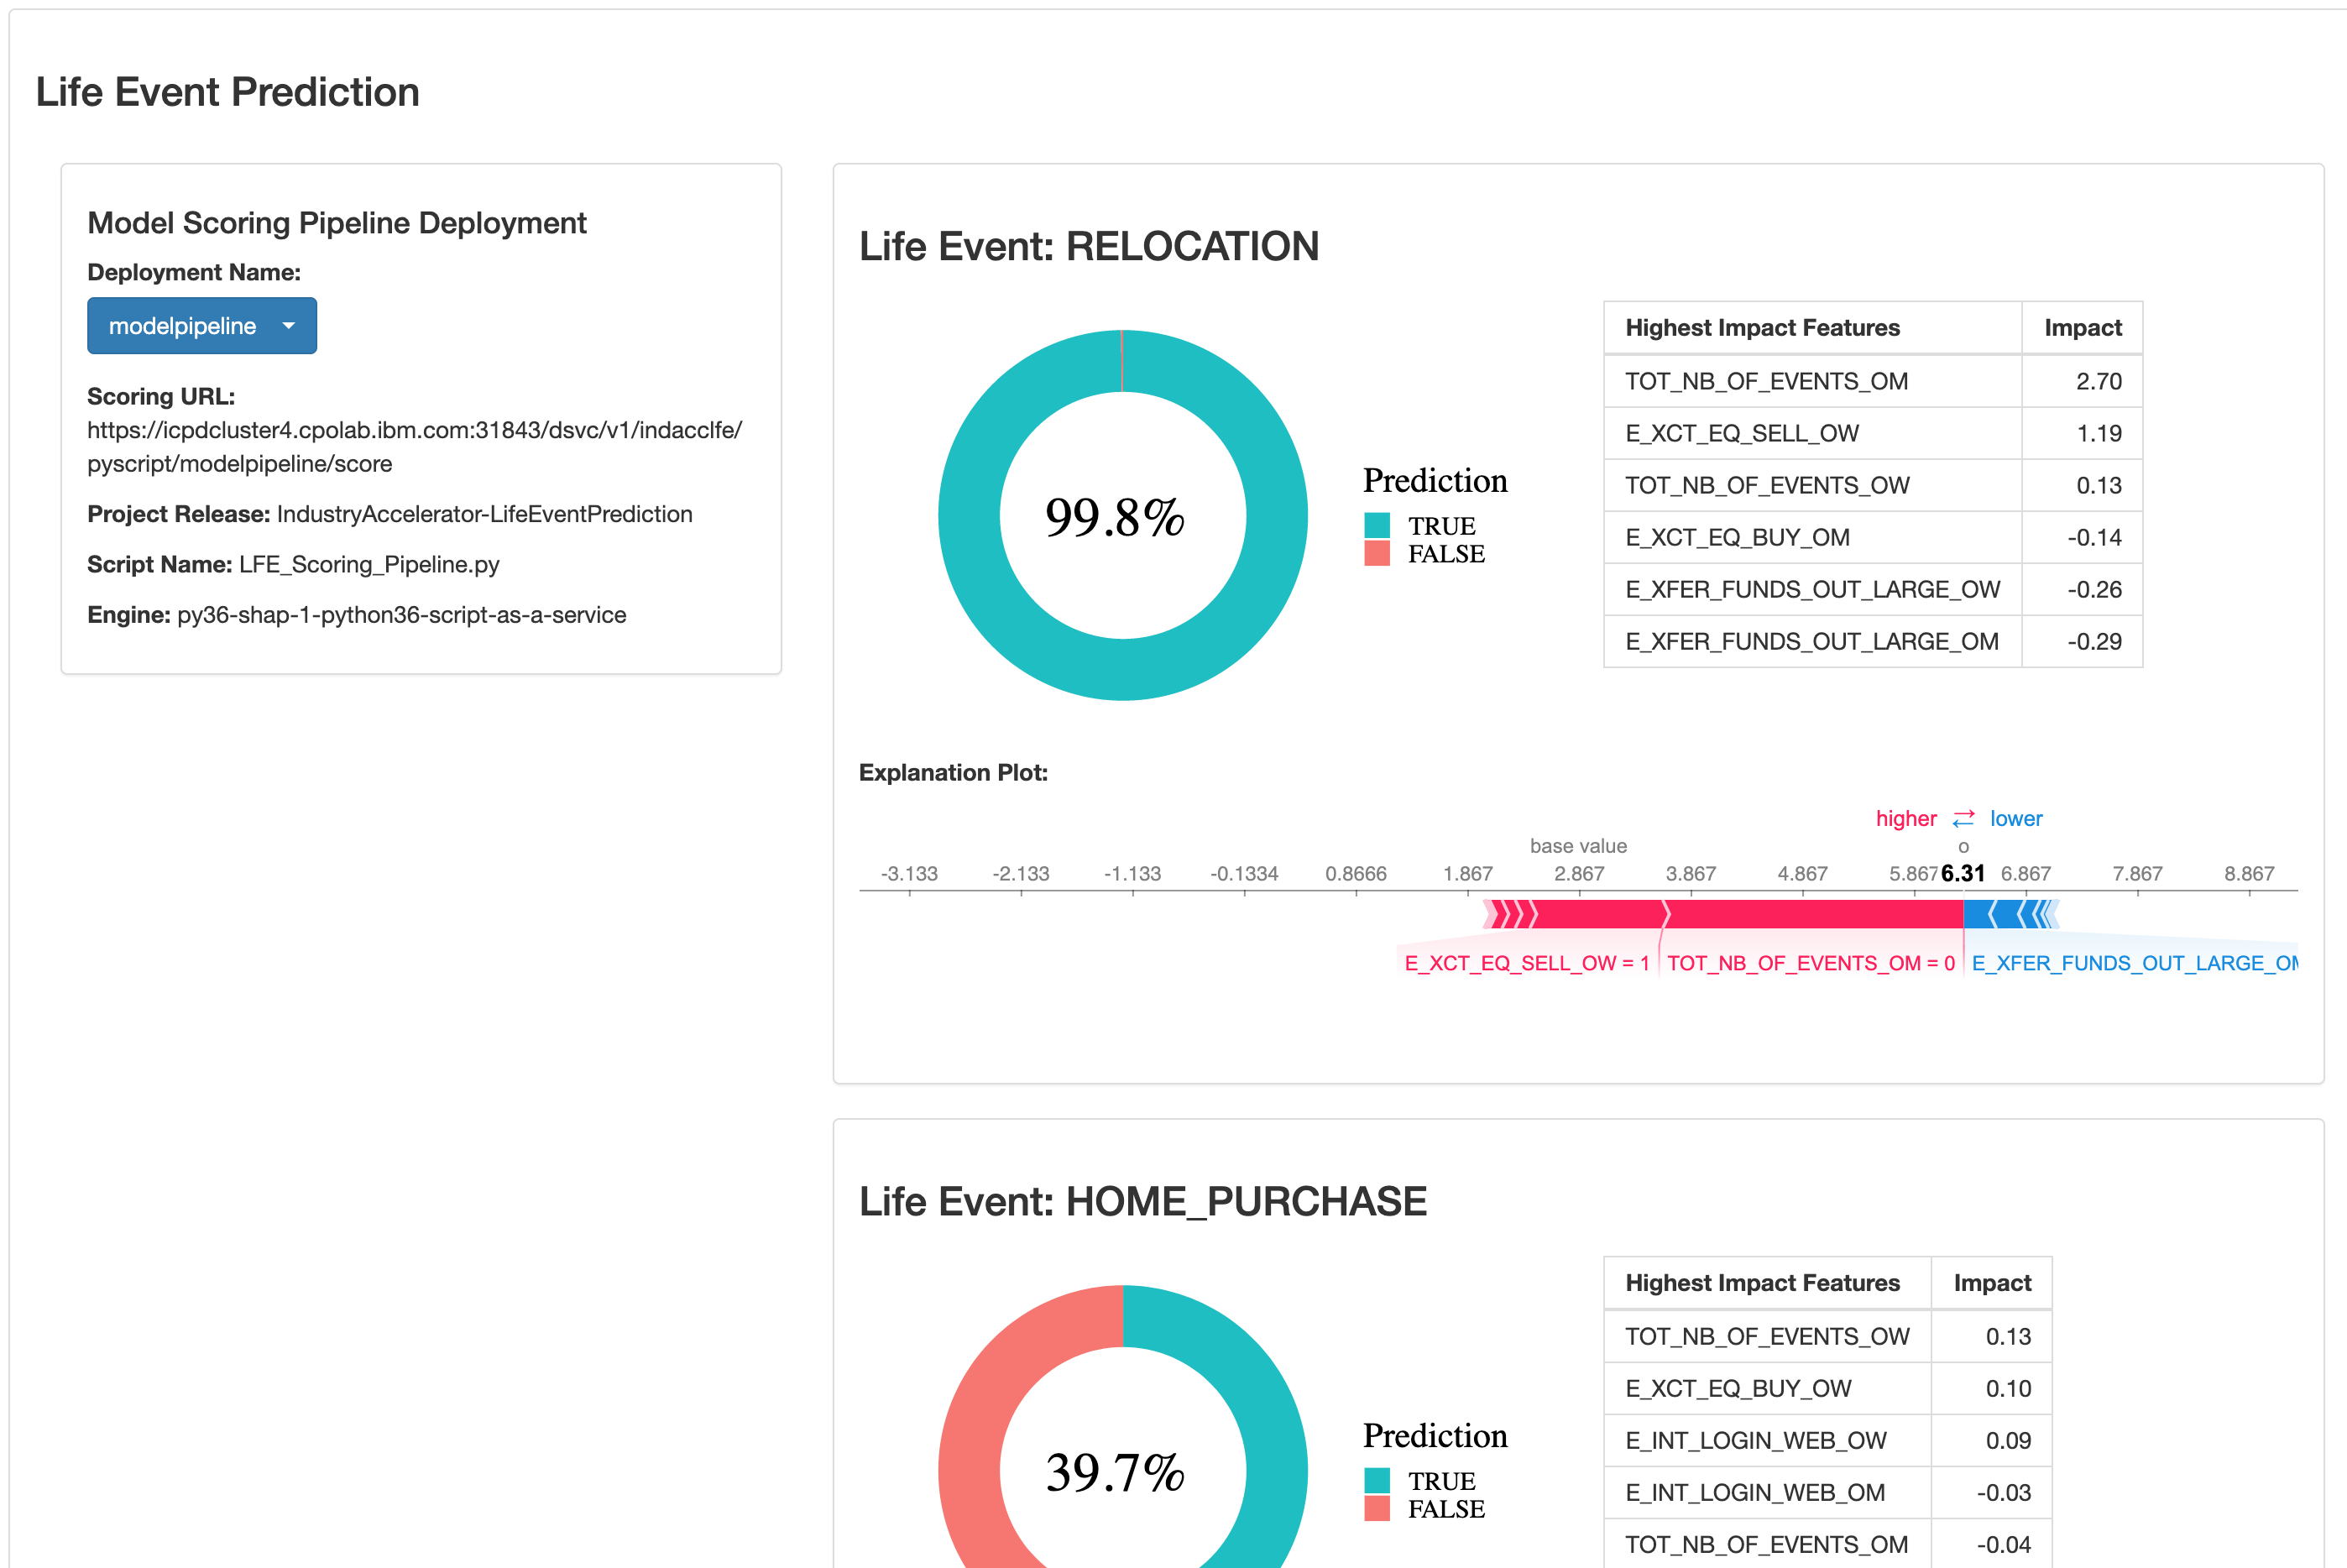 Life Event Prediction
Model Scoring Pipeline Deployment
Deployment Name:
modelpipeline
Scoring URL:
https://icpdcluster4.cpolab.ibm.com:31843/dsvc/v1/indacclfe/
pyscript/modelpipeline/score
Project Release: IndustryAccelerator-LifeEventPrediction
Script Name: LFE_Scoring_Pipeline.py
Engine: py36-shap-1-python36-script-as-a-service
Life Event: RELOCATION
99.8%
Prediction
TRUE
FALSE
Highest Impact Features Impact
TOT_NB_OF_EVENTS_OM 2.70
E_XCT_EQ_SELL_OW 1.19
TOT_NB_OF_EVENTS_OW 0.13
E_XCT_EQ_BUY_OM -0.14
E_XFER_FUNDS_OUT_LARGE_OW -0.26
E_XFER_FUNDS_OUT_LARGE_OM -0.29
Explanation Plot:
higher lower
base value o
-3.133 -2.133 -1.133 -0.1334 0.8666 1.867 2.867 3.867 4.867 5.867 6.31 6.867 7.867 8.867
E_XCT_EQ_SELL_OW = 1 TOT_NB_OF_EVENTS_OM = 0 E_XFER_FUNDS_OUT_LARGE_OM
Life Event: HOME_PURCHASE
39.7%
Prediction
TRUE
FALSE
Highest Impact Features Impact
TOT_NB_OF_EVENTS_OW 0.13
E_XCT_EQ_BUY_OW 0.10
E_INT_LOGIN_WEB_OW 0.09
E_INT_LOGIN_WEB_OM -0.03
TOT_NB_OF_EVENTS_OM -0.04